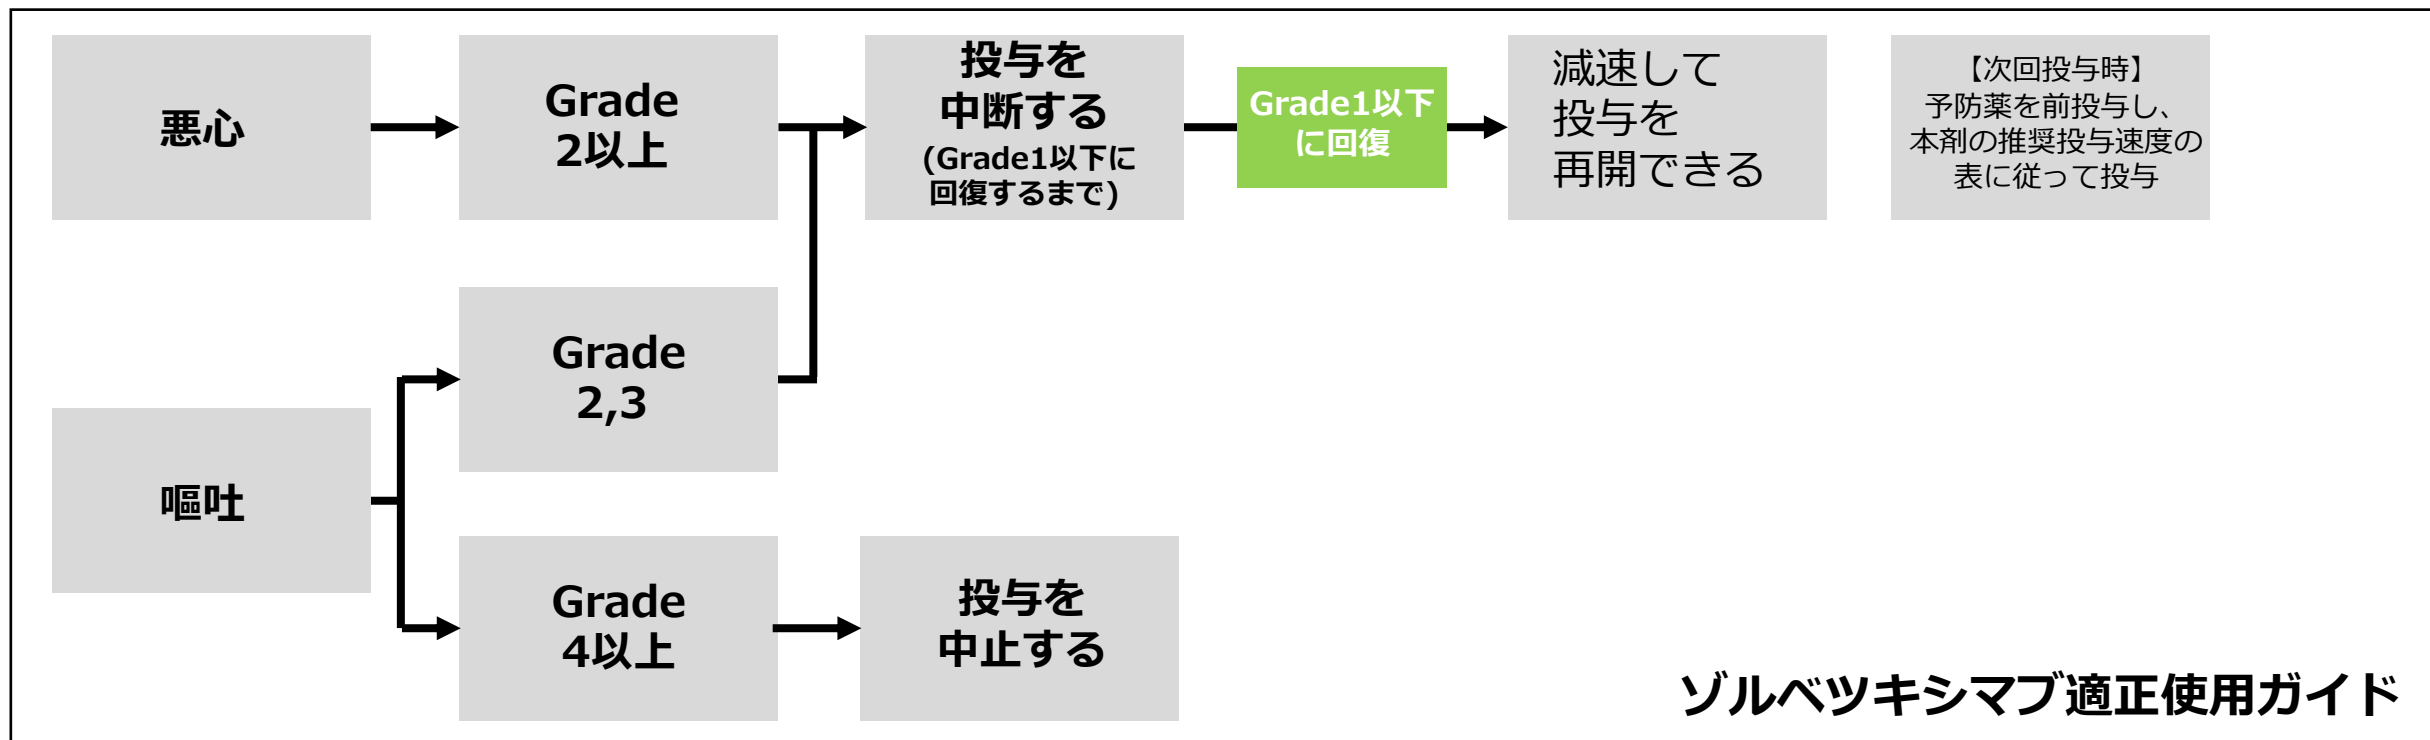 悪心
Grade
2以上
投与を
中断する
(Grade1以下に
回復するまで)
Grade1以下
に回復
減速して
投与を
再開できる
【次回投与時】
予防薬を前投与し、
本剤の推奨投与速度の
表に従って投与
嘔吐
Grade
2,3
Grade
4以上
投与を
中止する
ゾルベツキシマブ適正使用ガイド